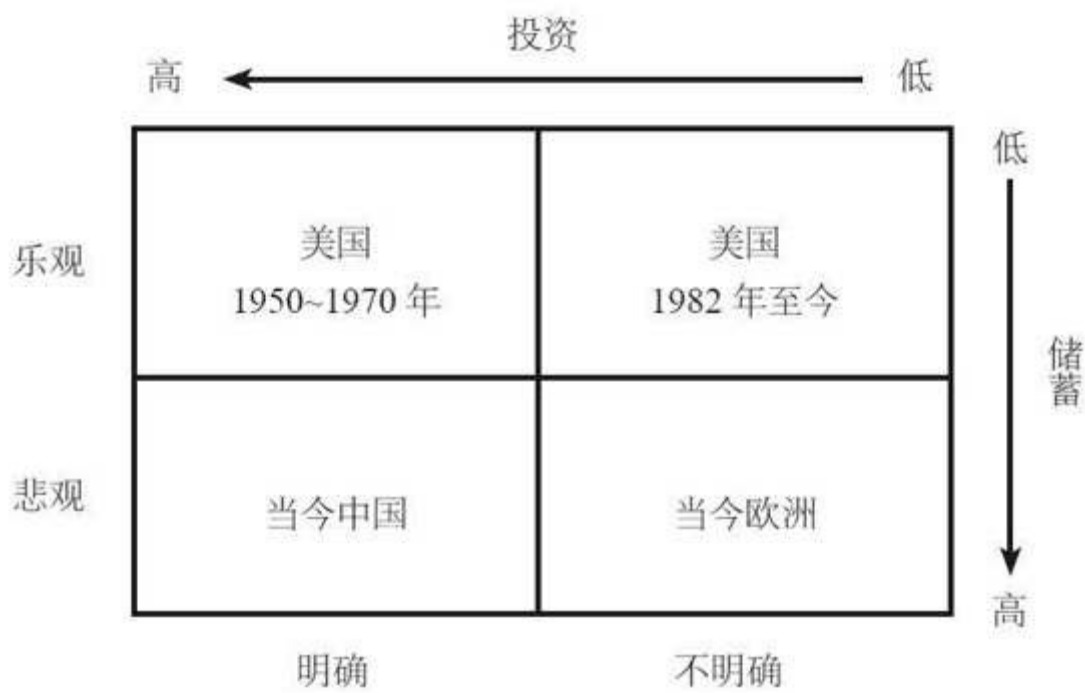 投资
高
低
低
乐观
美国
1950~1970 年
美国
1982 年至今
储蓄
悲观
当今中国
当今欧洲
高
明确
不明确